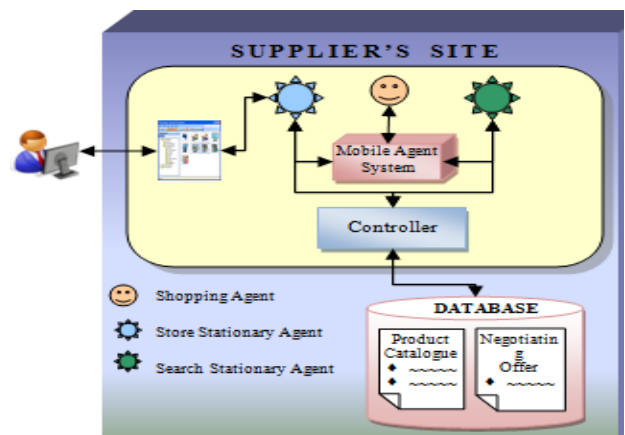 SUPPLIER'S SITE
Mobile Agent
System
Controller
Shopping Agent
Store Stationary Agent
Search Stationary Agent
DATABASE
Product
Catalogue
◆ ~~~~~
◆ ~~~~~
Negotiatin
g
Offer
◆ ~~~~~